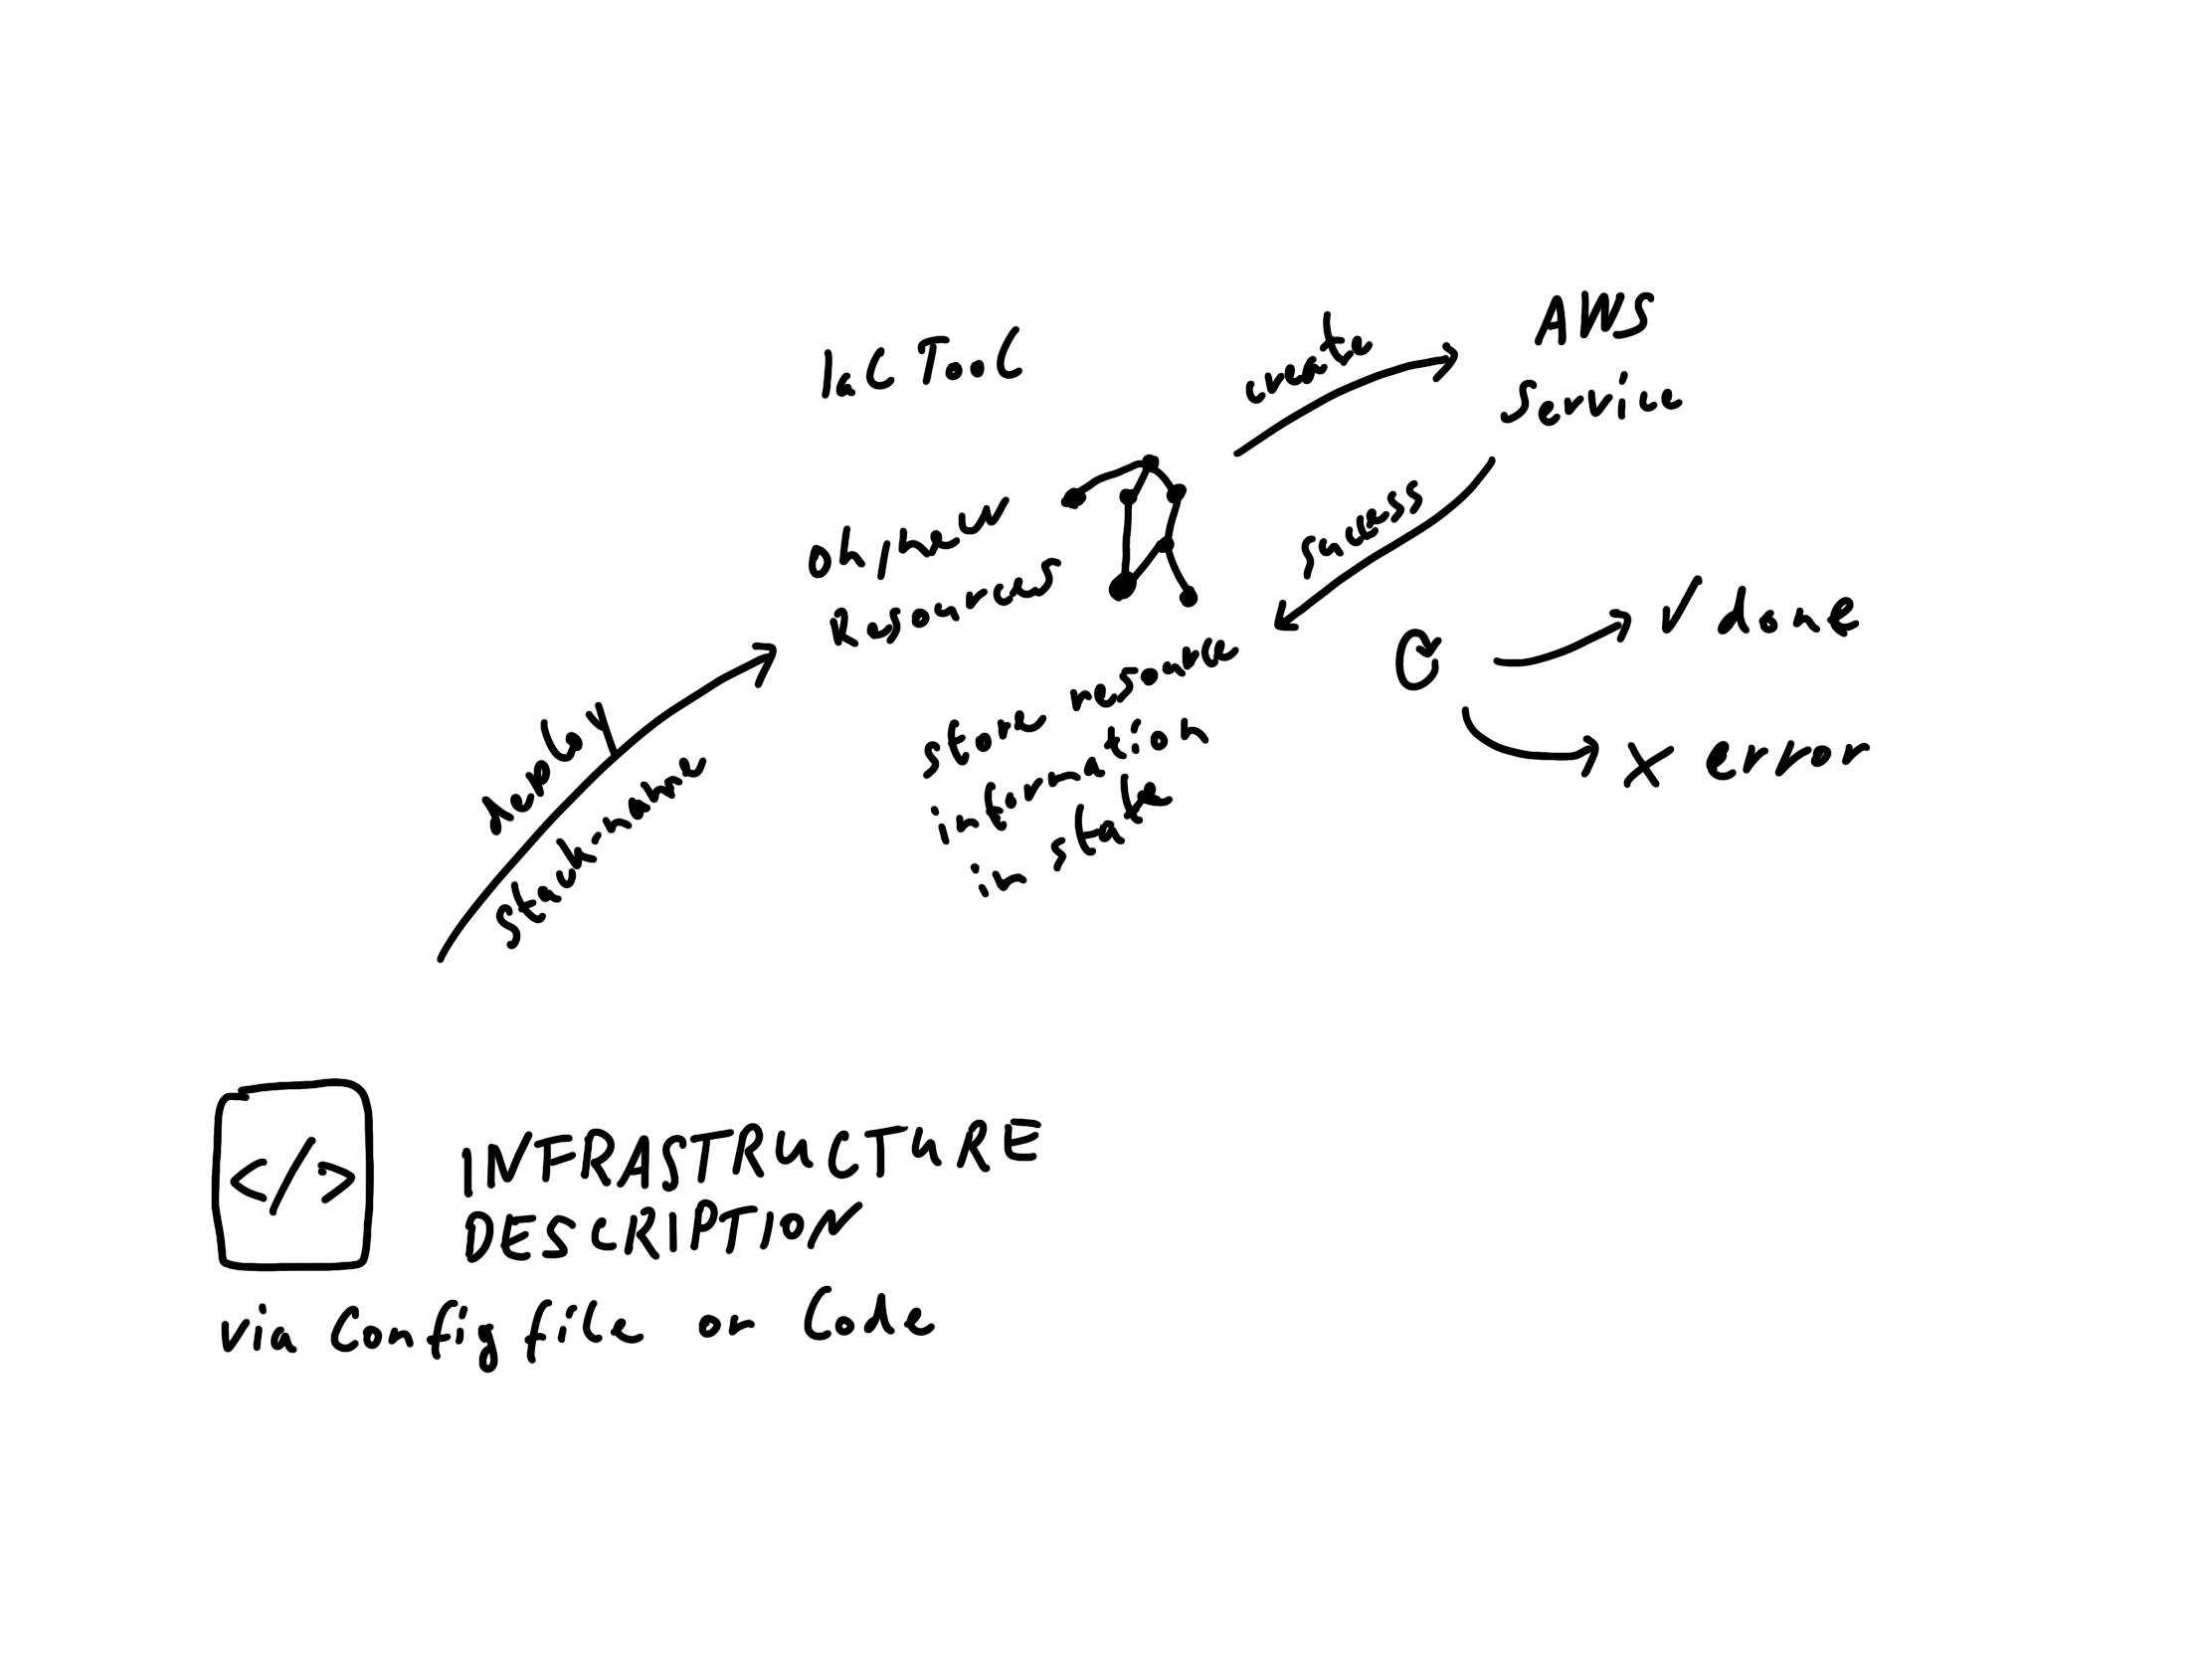 IaC Tool
create
AWS
Service
oh, new
Resources
success
deploy
Stack: name
store resource
information
in state
✓ done
x error
</>
INFRASTRUCTURE
DESCRIPTION
via Config file or Code